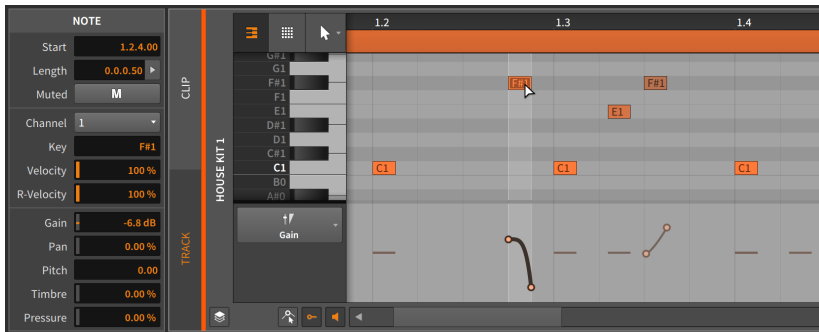 NOTE
Start 1.2.4.00
Length 0.0.0.50
Muted M
Channel 1
Key F#1
Velocity 100 %
R-Velocity 100 %
Gain -6.8 dB
Pan 0.00 %
Pitch 0.00
Timbre 0.00 %
Pressure 0.00 %
CLIP
TRACK
HOUSE KIT 1
1.2 1.3 1.4
G#1
G1
F#1 F#1 F#1
F1
E1 E1
D#1
D1
C#1
C1 C1 C1 C1
B0
A#0
Gain